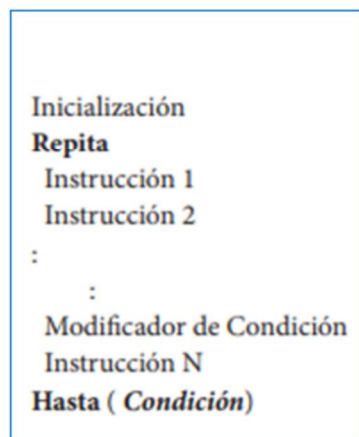 Inicialización
Repita
Instrucción 1
Instrucción 2
:
:
Modificador de Condición
Instrucción N
Hasta ( Condición)